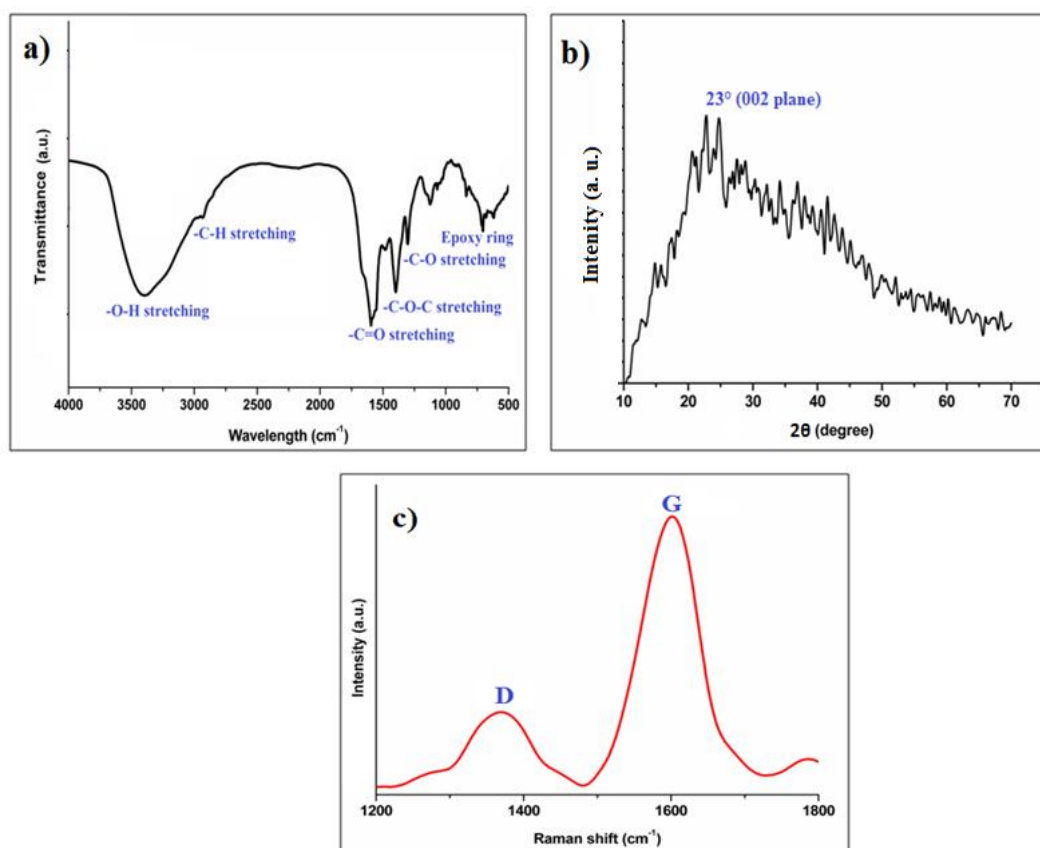 a)
-C-H stretching
-O-H stretching
Epoxy ring
-C-O stretching
-C-O-C stretching
-C=O stretching
Transmittance (a.u.)
4000 3500 3000 2500 2000 1500 1000 500
Wavelength (cm⁻¹)
b)
23° (002 plane)
Intenity (a. u.)
10 20 30 40 50 60 70
2θ (degree)
c)
G
D
Intensity (a.u.)
1200 1400 1600 1800
Raman shift (cm⁻¹)